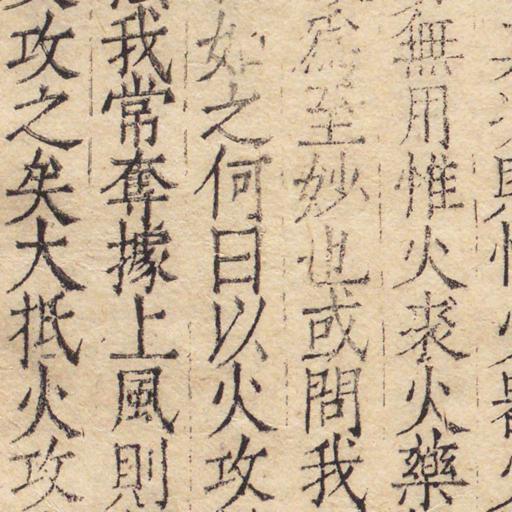 無用惟火裘火藥
爲至妙也或問我
如之何曰以火攻
我常奪據上風則
攻之矣大抵火攻